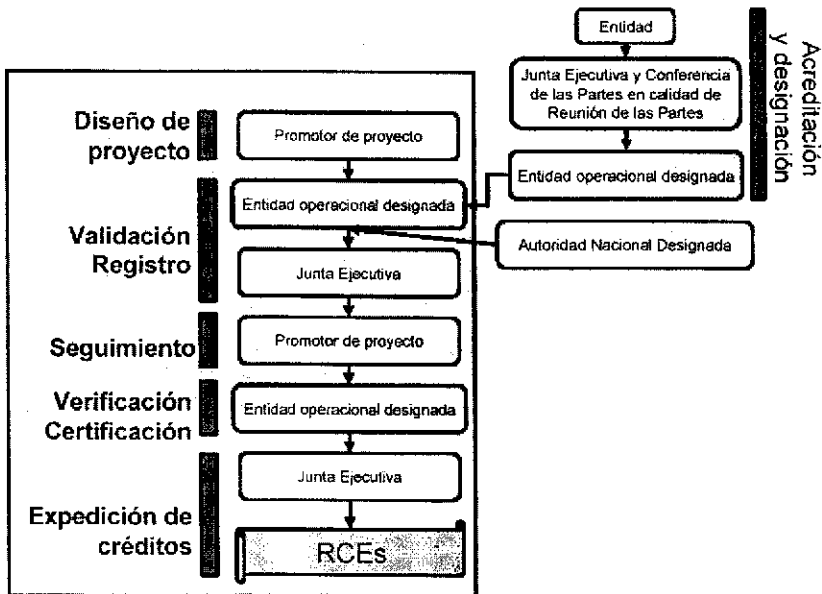 Entidad
Junta Ejecutiva y Conferencia
de las Partes en calidad de
Reunión de las Partes
Entidad operacional designada
Autoridad Nacional Designada
Acreditación
y designación
Diseño de
proyecto
Promotor de proyecto
Validación
Registro
Entidad operacional designada
Junta Ejecutiva
Seguimiento
Promotor de proyecto
Verificación
Certificación
Entidad operacional designada
Expedición de
créditos
Junta Ejecutiva
RCEs